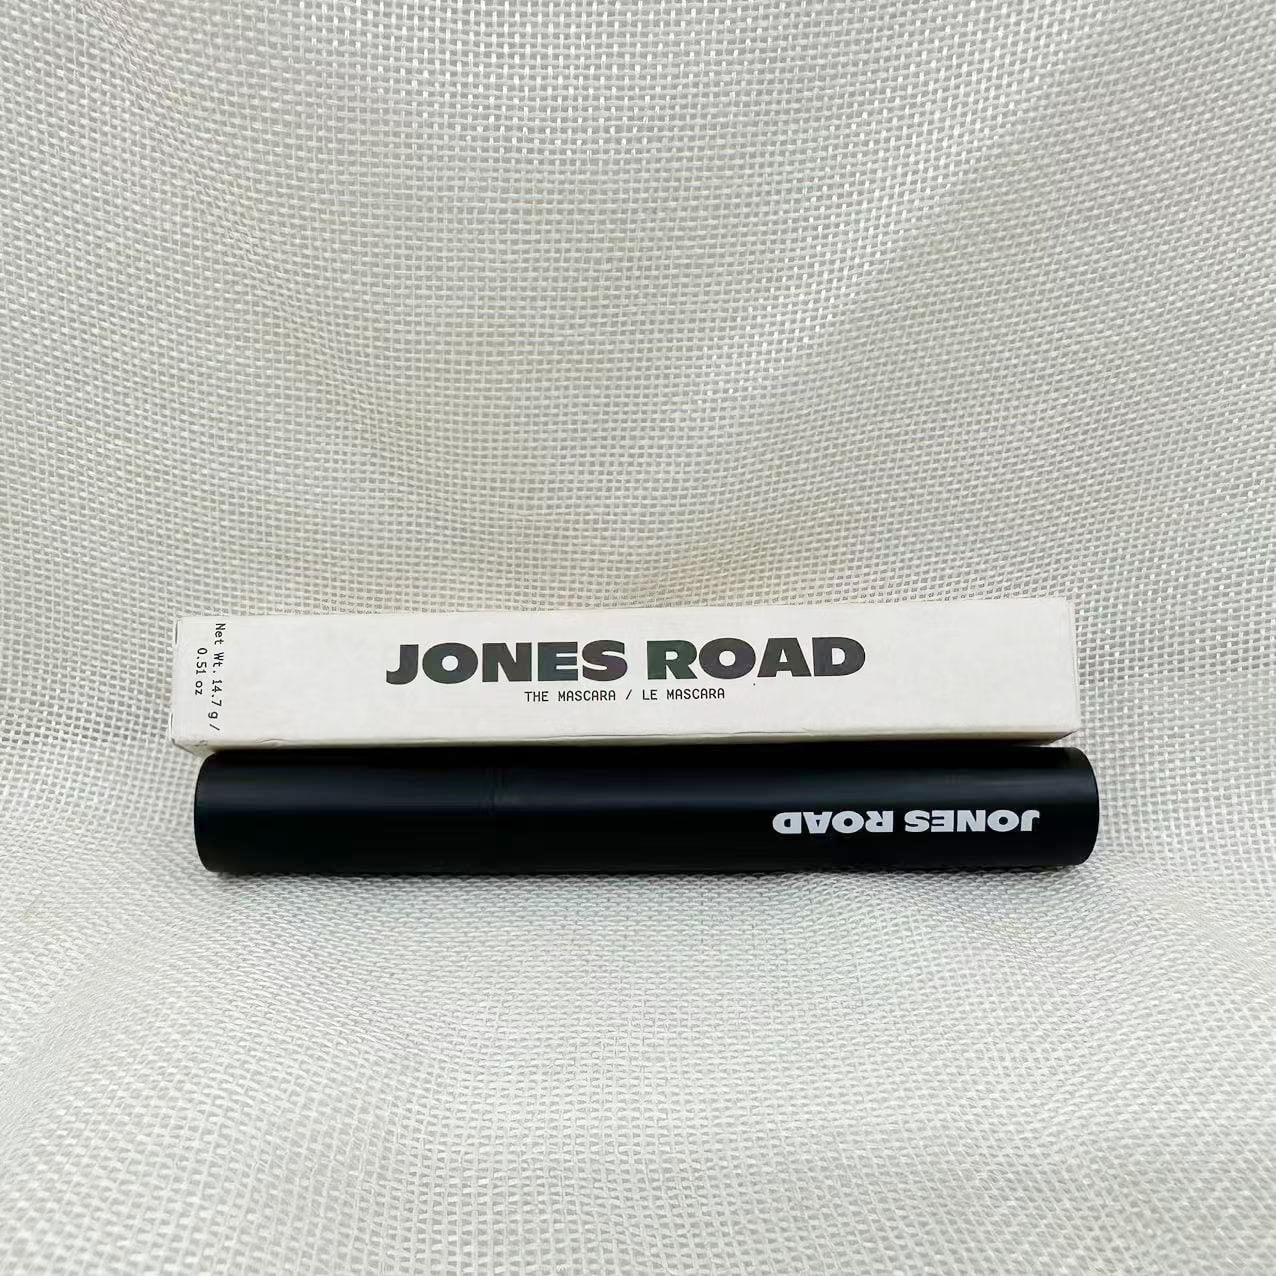 JONES ROAD
THE MASCARA / LE MASCARA
Net Wt. 14.7 g /
0.51 oz
JONES ROAD